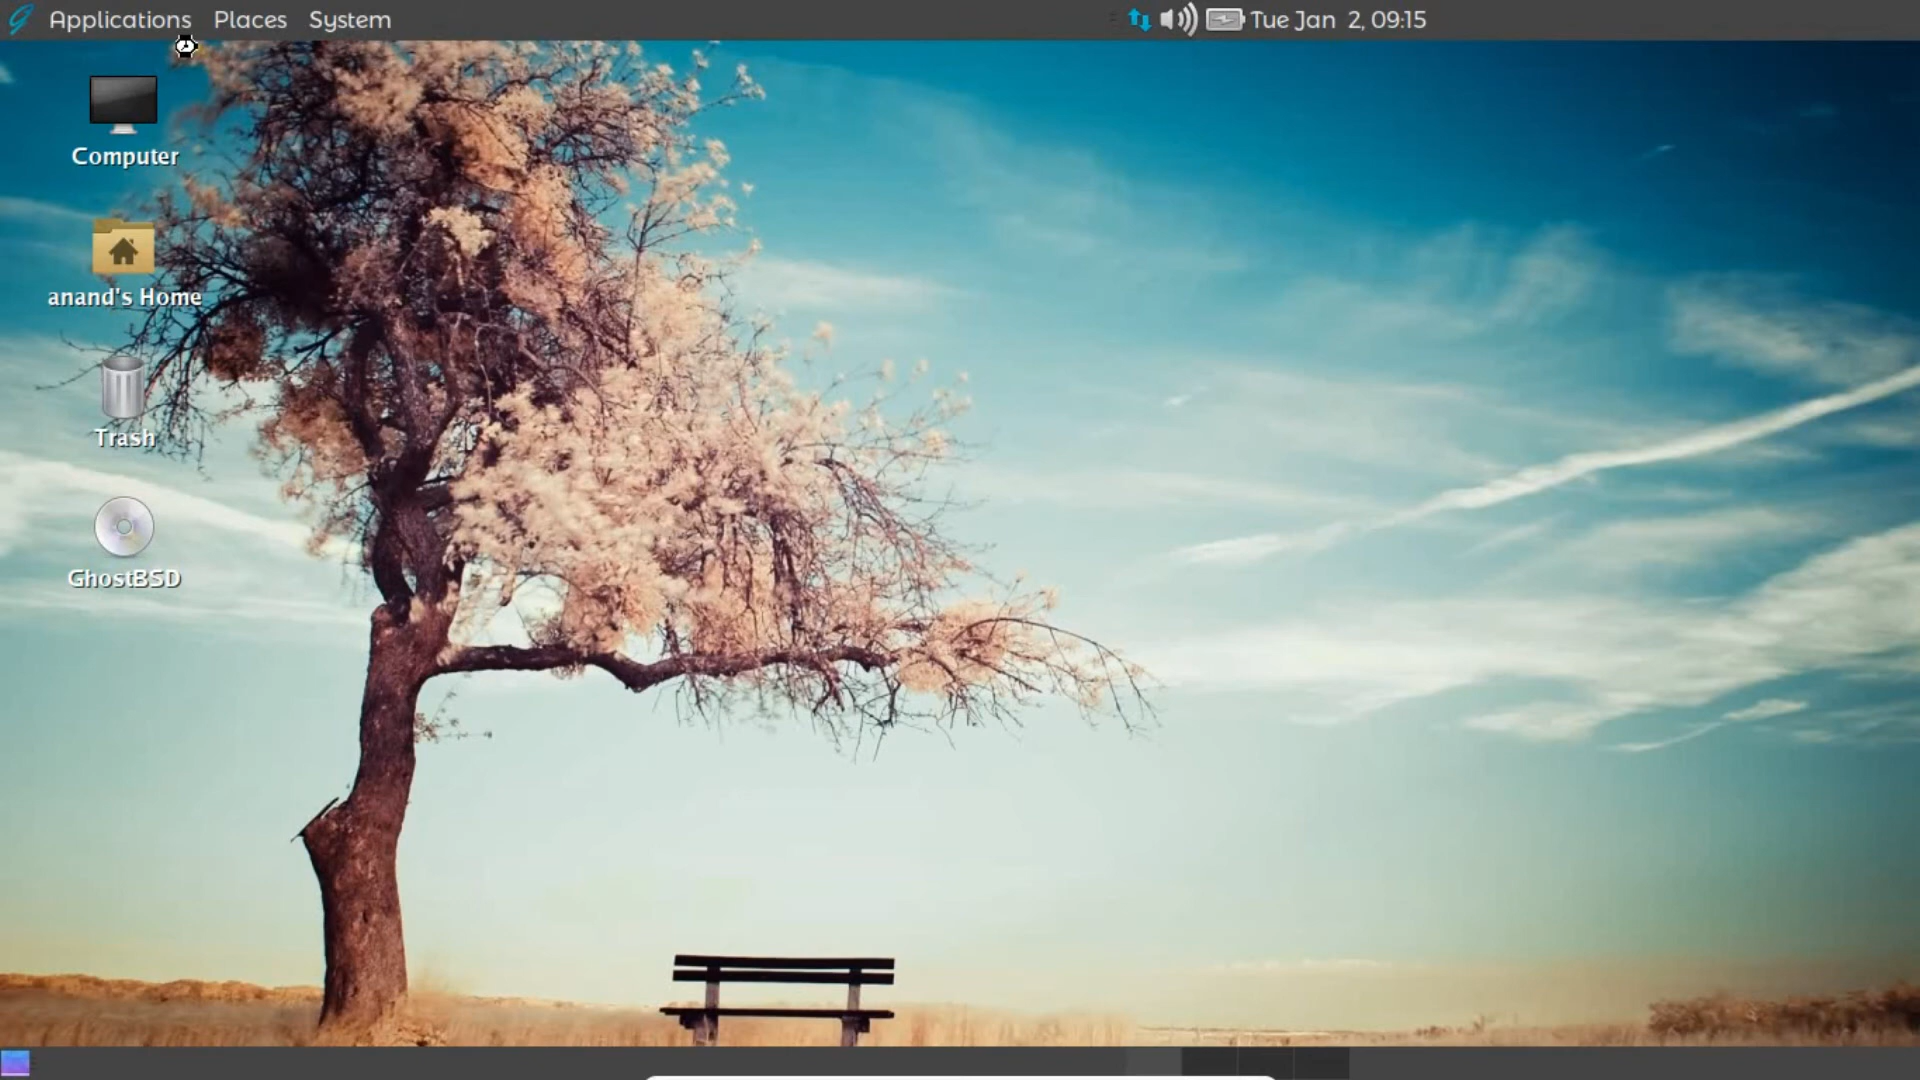 Applications Places System Tue Jan 2, 09:15
Computer
anand's Home
Trash
GhostBSD